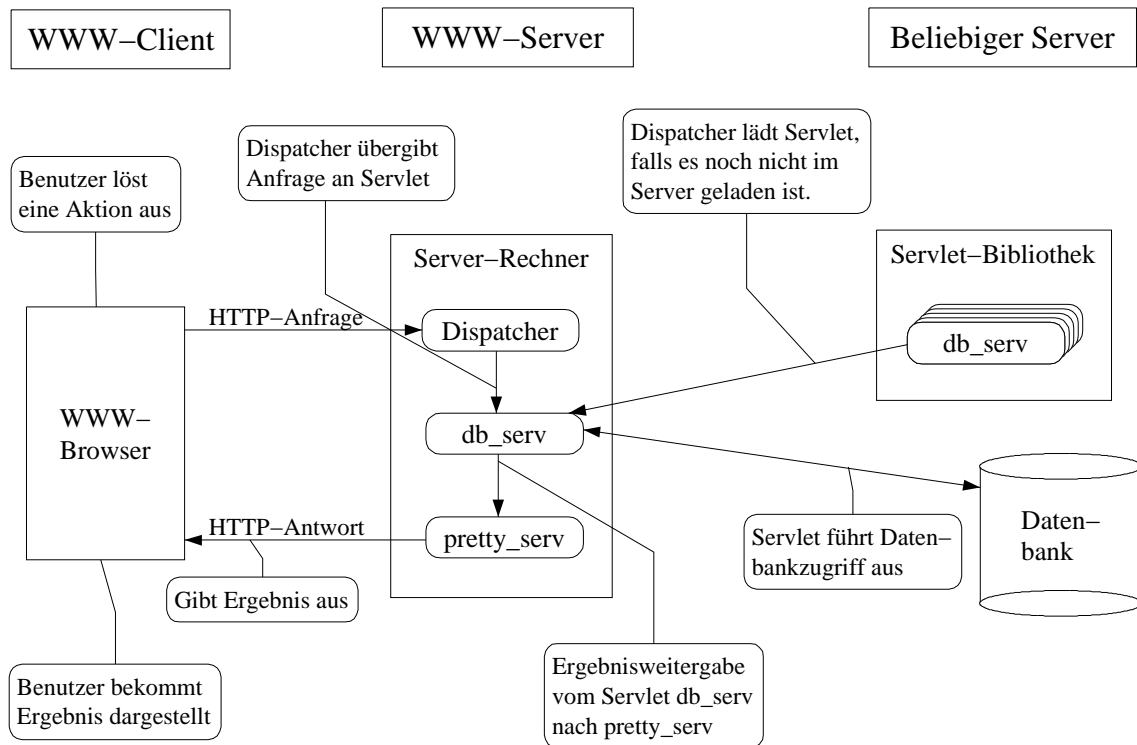 WWW–Client
WWW–Server
Beliebiger Server
Benutzer löst
eine Aktion aus
Dispatcher übergibt
Anfrage an Servlet
Dispatcher lädt Servlet,
falls es noch nicht im
Server geladen ist.
Server–Rechner
Servlet–Bibliothek
HTTP–Anfrage
Dispatcher
db_serv
WWW–
Browser
db_serv
HTTP–Antwort
pretty_serv
Servlet führt Daten–
bankzugriff aus
Daten–
bank
Gibt Ergebnis aus
Benutzer bekommt
Ergebnis dargestellt
Ergebnisweitergabe
vom Servlet db_serv
nach pretty_serv